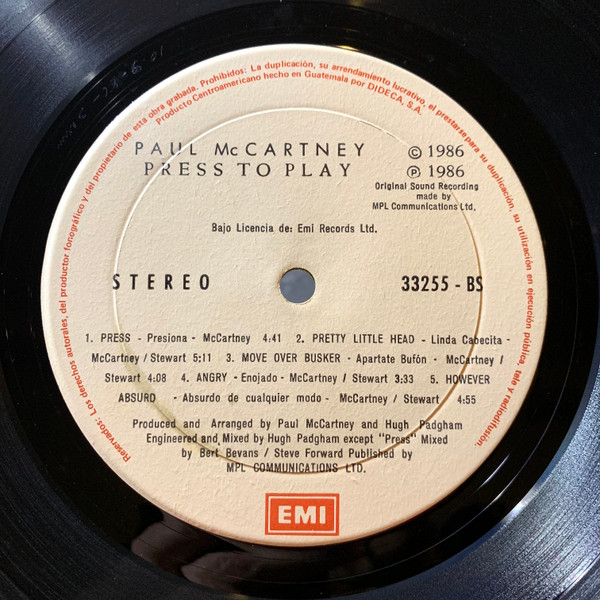 Reservados: Los derechos autorales, del productor fonográfico y del propietario de esta obra grabada. Prohibidos: La duplicación, su arrendamiento lucrativo, el prestarte para su duplicación, su utilización en ejecución pública, tele y radiodifusión.
Producto Centroamericano hecho en Guatemala por DIDECA, S.A.
PAUL McCARTNEY
PRESS TO PLAY
© 1986
℗ 1986
Original Sound Recording
made by
MPL Communications Ltd.
Bajo Licencia de: Emi Records Ltd.
STEREO
33255 - BS
1. PRESS - Presiona - McCartney 4:41 2. PRETTY LITTLE HEAD - Linda Cabecita -
McCartney / Stewart 5:11 3. MOVE OVER BUSKER - Apartate Bufón - McCartney /
Stewart 4:08 4. ANGRY - Enojado - McCartney / Stewart 3:33 5. HOWEVER
ABSURD - Absurdo de cualquier modo - McCartney / Stewart 4:55
Produced and Arranged by Paul McCartney and Hugh Padgham
Engineered and Mixed by Hugh Padgham except "Press" Mixed
by Bert Bevans / Steve Forward Published by
MPL COMMUNICATIONS LTD.
EMI